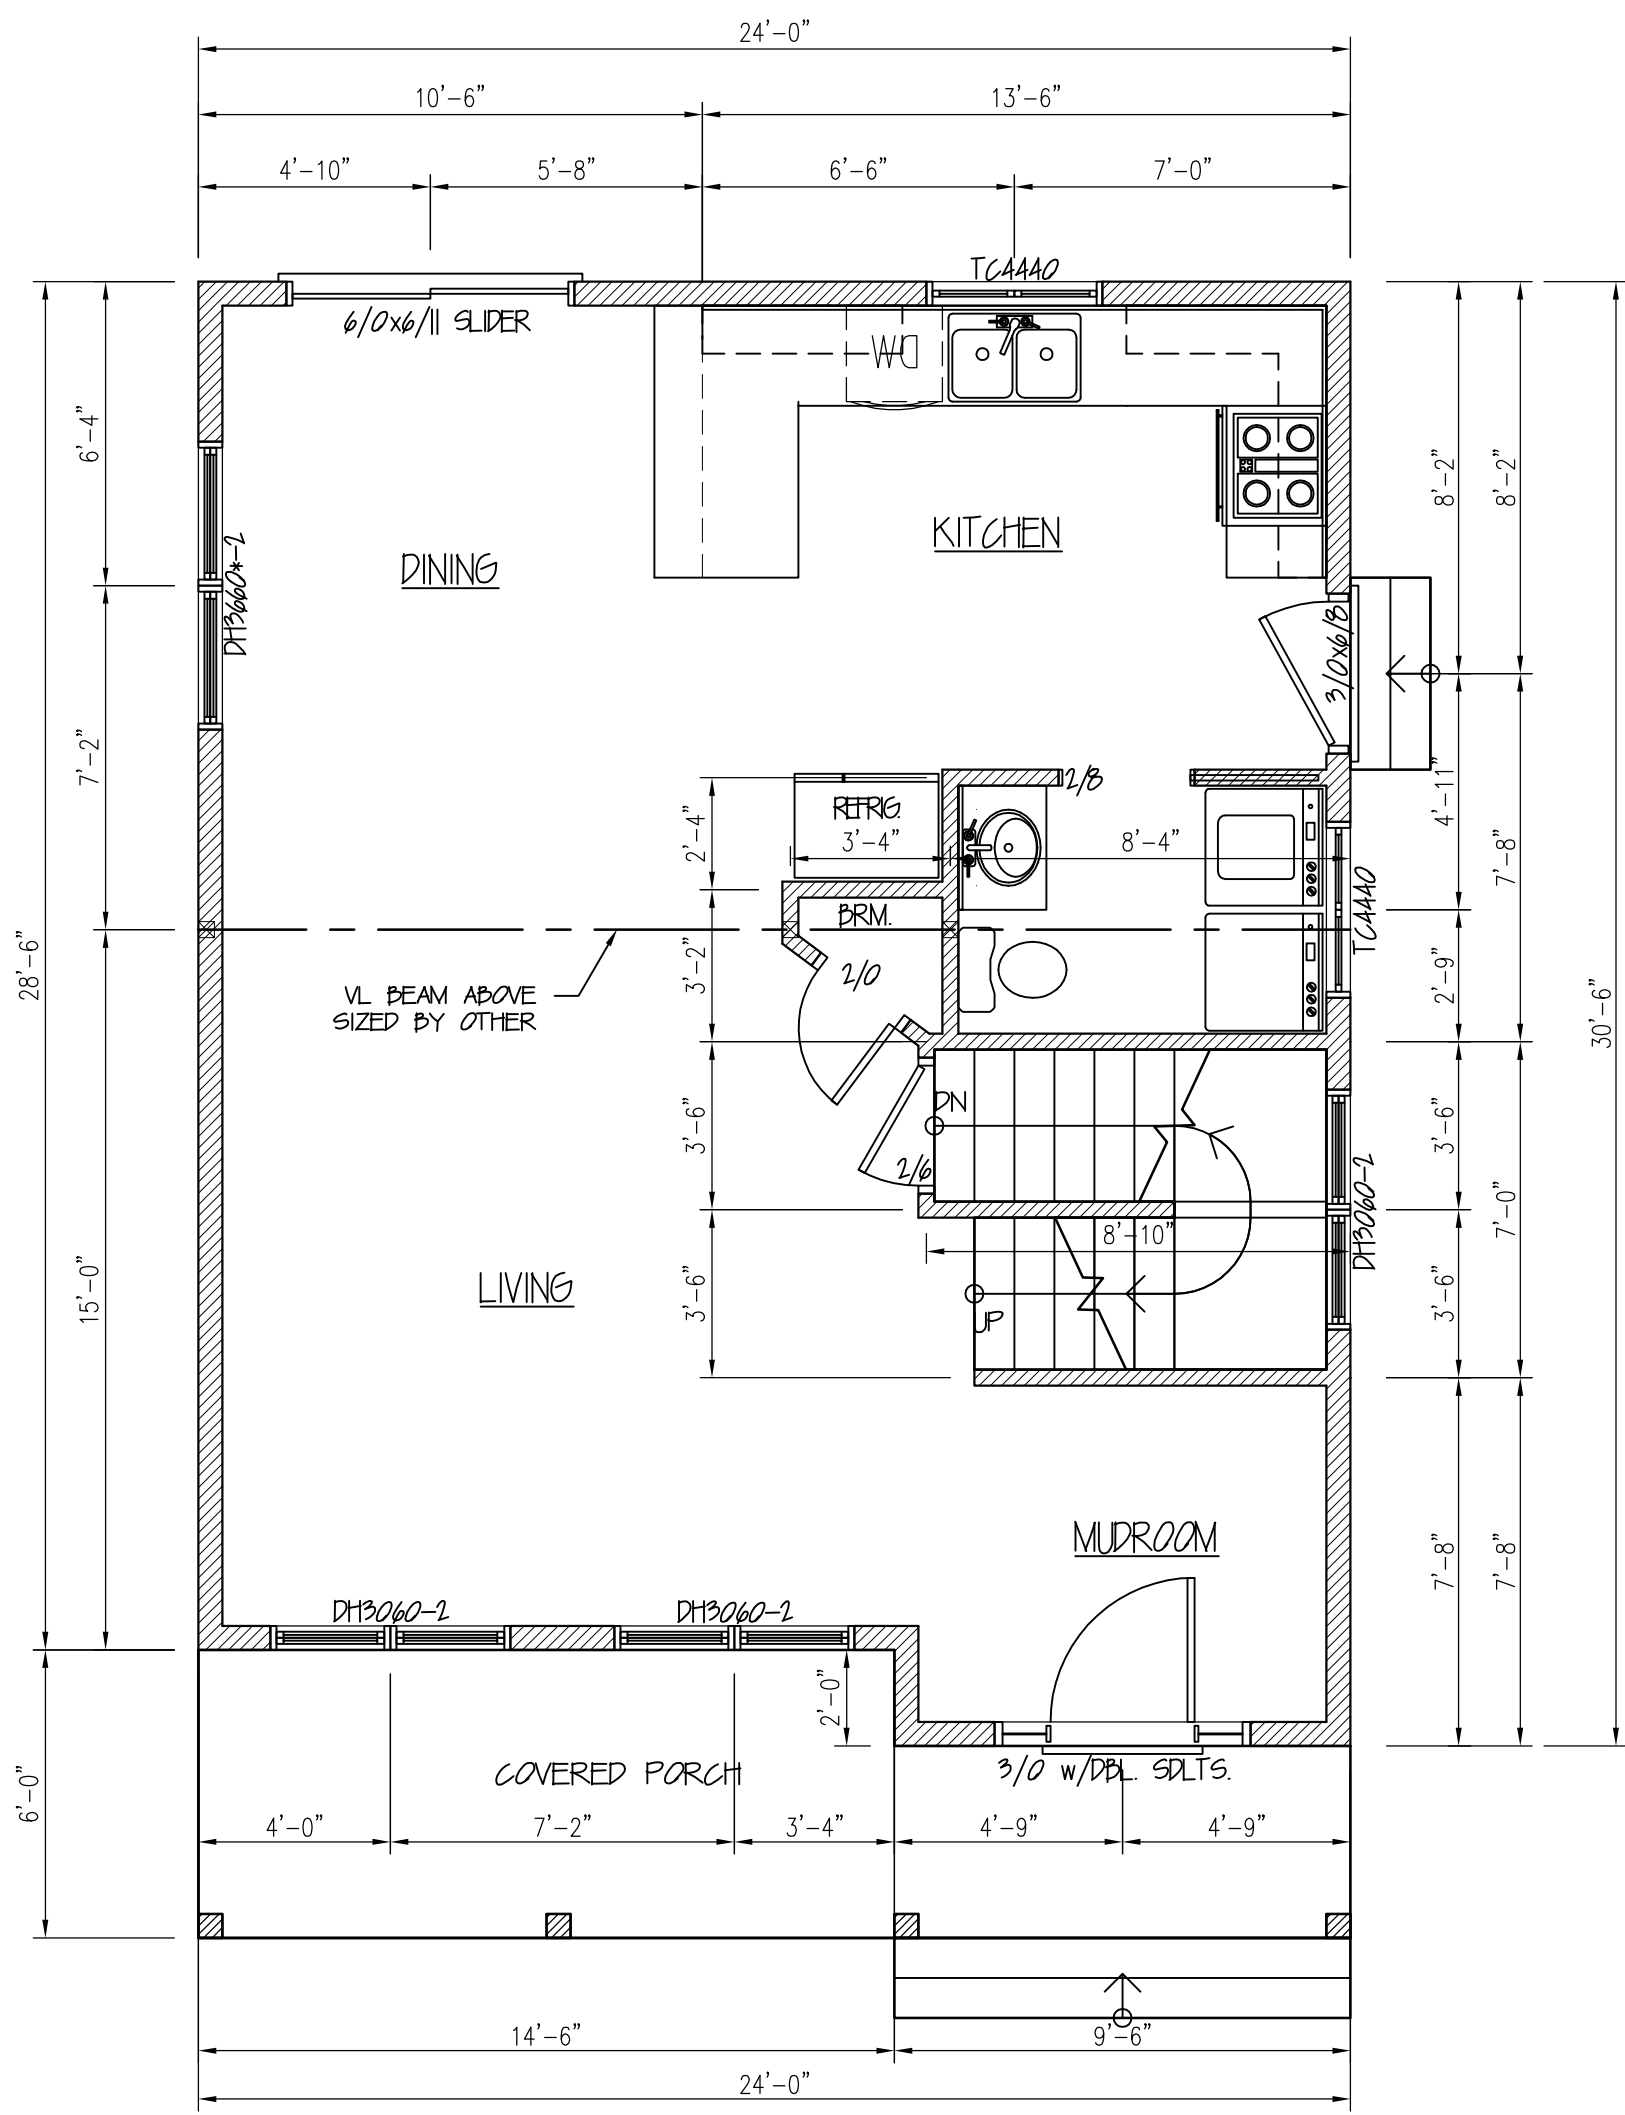 24'-0"
10'-6"
13'-6"
4'-10"
5'-8"
6'-6"
7'-0"
TC4440
6/0x6/11 SLIDER
DW
6'-4"
8'-2"
8'-2"
KITCHEN
DINING
DH3660*-2
3/0x6/8
7'-2"
2/8
4'-11"
REFRIG.
2'-4"
3'-4"
8'-4"
7'-8"
TC4440
BRM.
28'-6"
3'-2"
2/0
2'-9"
VL BEAM ABOVE
SIZED BY OTHER
30'-6"
DN
3'-6"
3'-6"
2/6
DH3060-2
7'-0"
8'-10"
15'-0"
LIVING
3'-6"
3'-6"
UP
MUDROOM
7'-8"
7'-8"
DH3060-2
DH3060-2
2'-0"
COVERED PORCH
3/0 w/DBL. SDLTS.
6'-0"
4'-0"
7'-2"
3'-4"
4'-9"
4'-9"
14'-6"
9'-6"
24'-0"